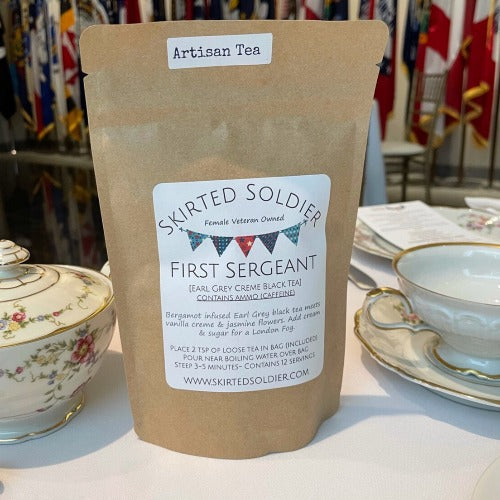 Artisan Tea
SKIRTED SOLDIER
Female Veteran Owned
FIRST SERGEANT
[EARL GREY CREME BLACK TEA]
CONTAINS AMMO (CAFFEINE)
Bergamot infused Earl Grey black tea meets
vanilla creme & jasmine flowers. Add cream
& sugar for a London Fog.
PLACE 2 TSP OF LOOSE TEA IN BAG (INCLUDED)
POUR NEAR BOILING WATER OVER BAG
STEEP 3-5 MINUTES- CONTAINS 12 SERVINGS
WWW.SKIRTEDSOLDIER.COM